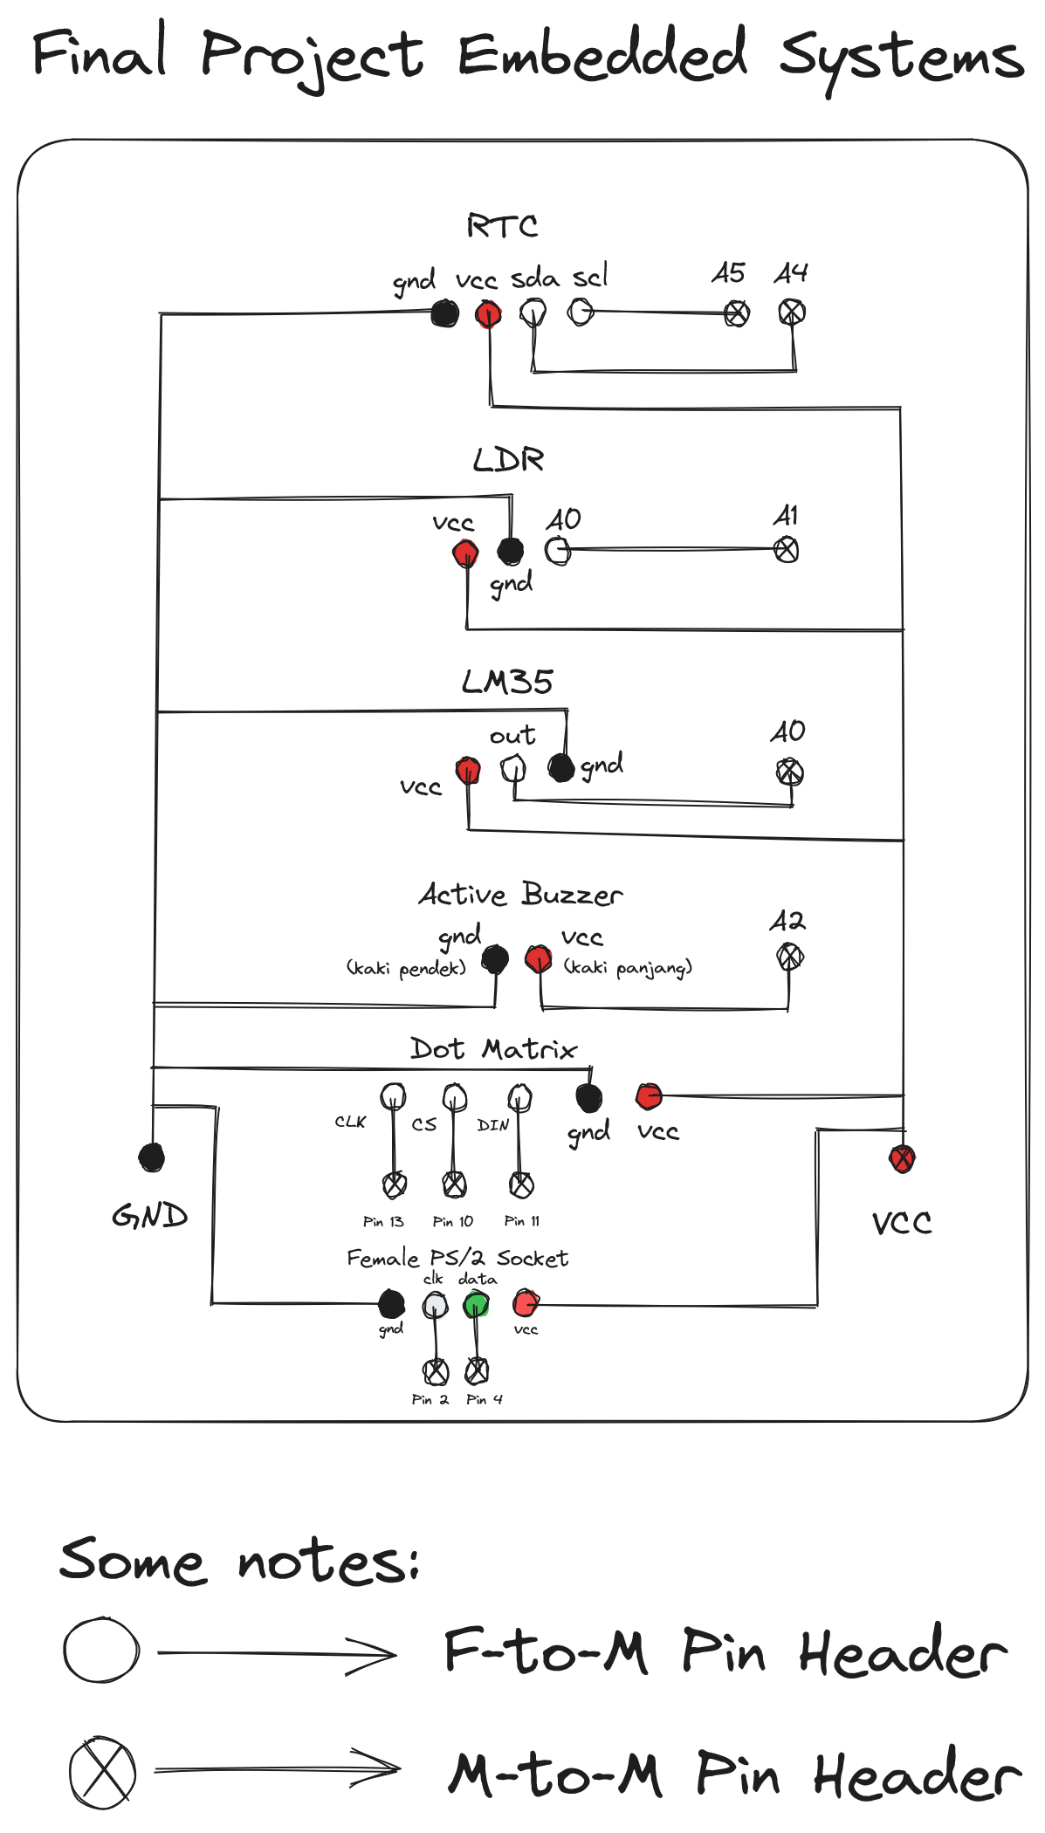 Final Project Embedded Systems
RTC
gnd vcc sda scl A5 A4
LDR
vcc A0 A1
gnd
LM35
out A0
vcc gnd
Active Buzzer
gnd vcc A2
(kaki pendek) (kaki panjang)
Dot Matrix
CLK CS DIN gnd vcc
GND VCC
Pin 13 Pin 10 Pin 11
Female PS/2 Socket
clk data
gnd vcc
Pin 2 Pin 4
Some notes:
F-to-M Pin Header
M-to-M Pin Header